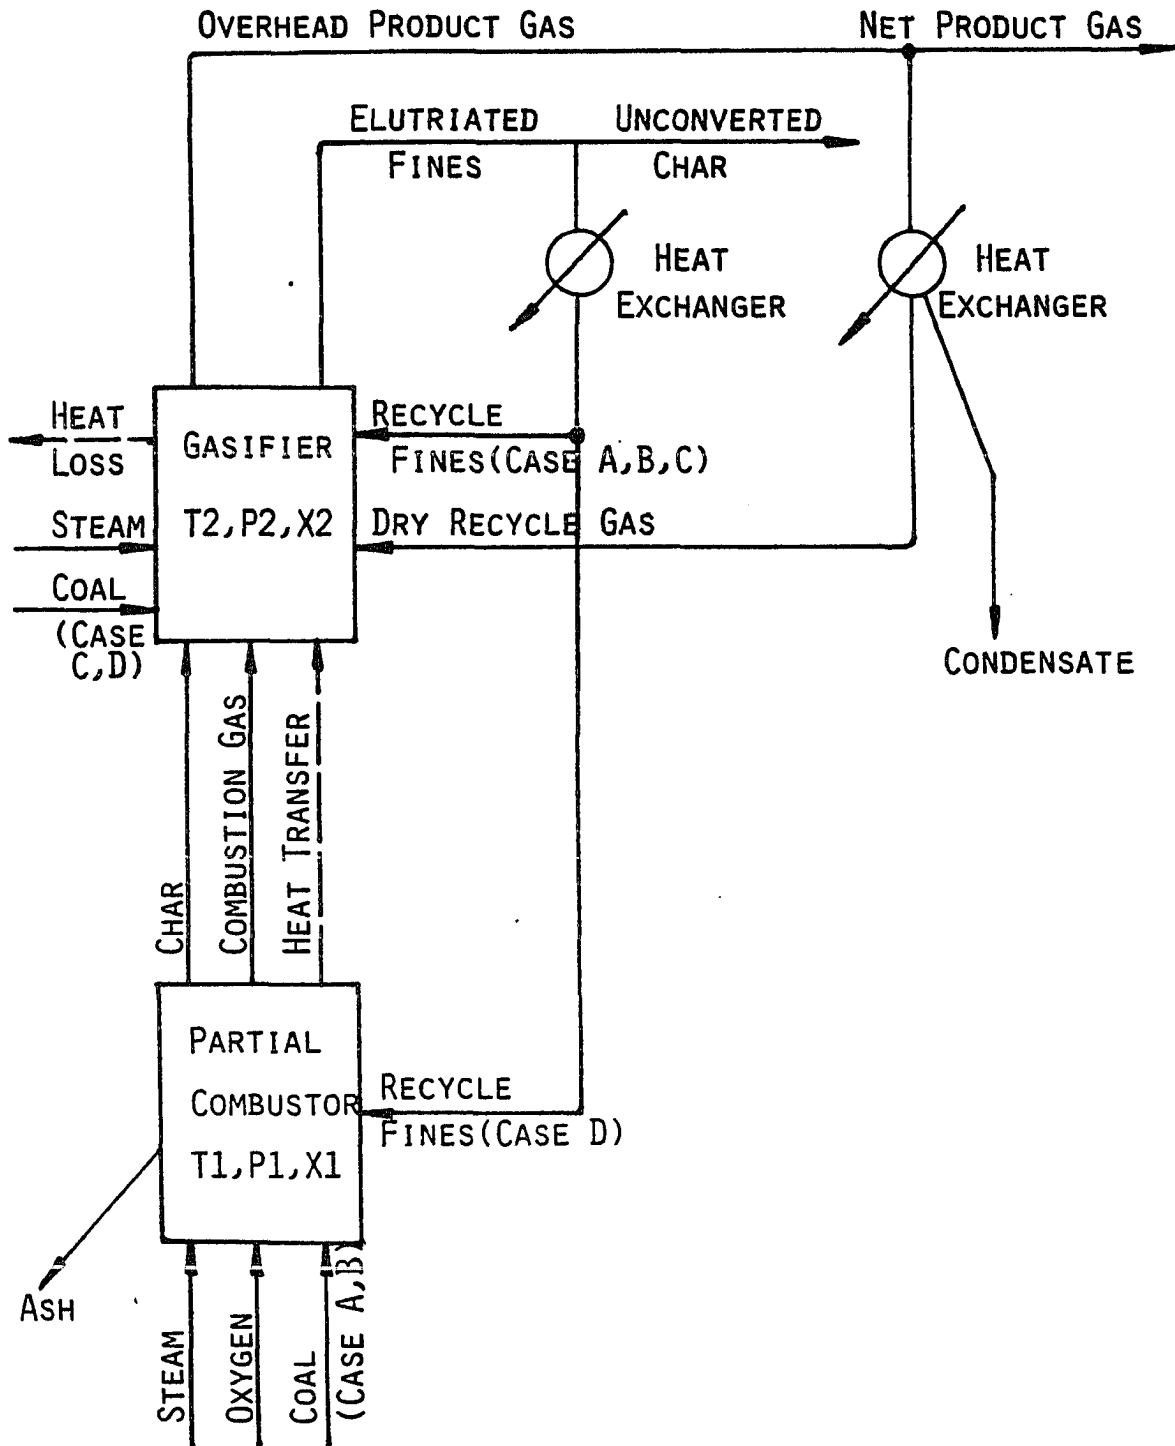 OVERHEAD PRODUCT GAS
NET PRODUCT GAS
ELUTRIATED
FINES
UNCONVERTED
CHAR
HEAT
EXCHANGER
HEAT
EXCHANGER
HEAT
LOSS
GASIFIER
T2,P2,X2
RECYCLE
FINES(CASE A,B,C)
STEAM
DRY RECYCLE GAS
COAL
(CASE
C,D)
CONDENSATE
CHAR
COMBUSTION GAS
HEAT TRANSFER
PARTIAL
COMBUSTOR
T1,P1,X1
RECYCLE
FINES(CASE D)
ASH
STEAM
OXYGEN
COAL
(CASE A,B)